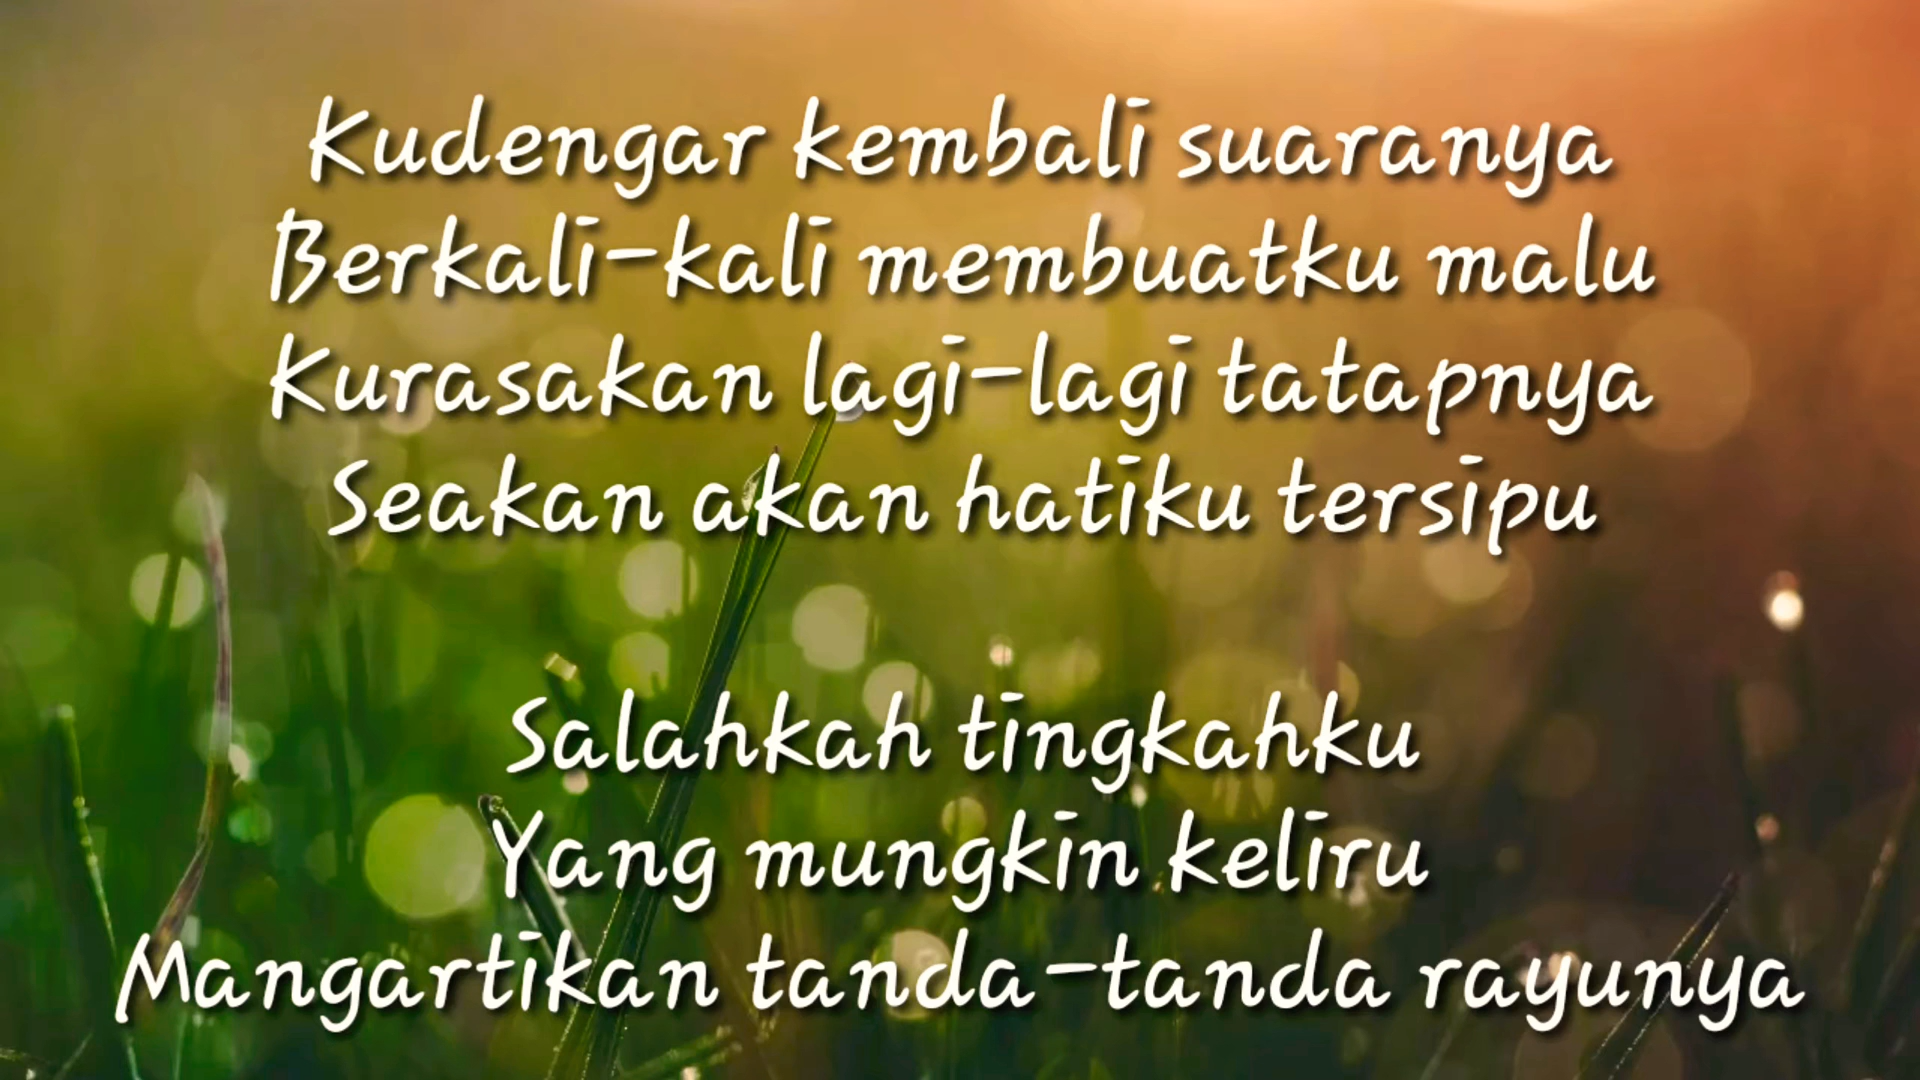 Kudengar kembali suaranya
Berkali-kali membuatku malu
Kurasakan lagi-lagi tatapnya
Seakan akan hatiku tersipu
Salahkah tingkahku
Yang mungkin keliru
Mangartikan tanda-tanda rayunya